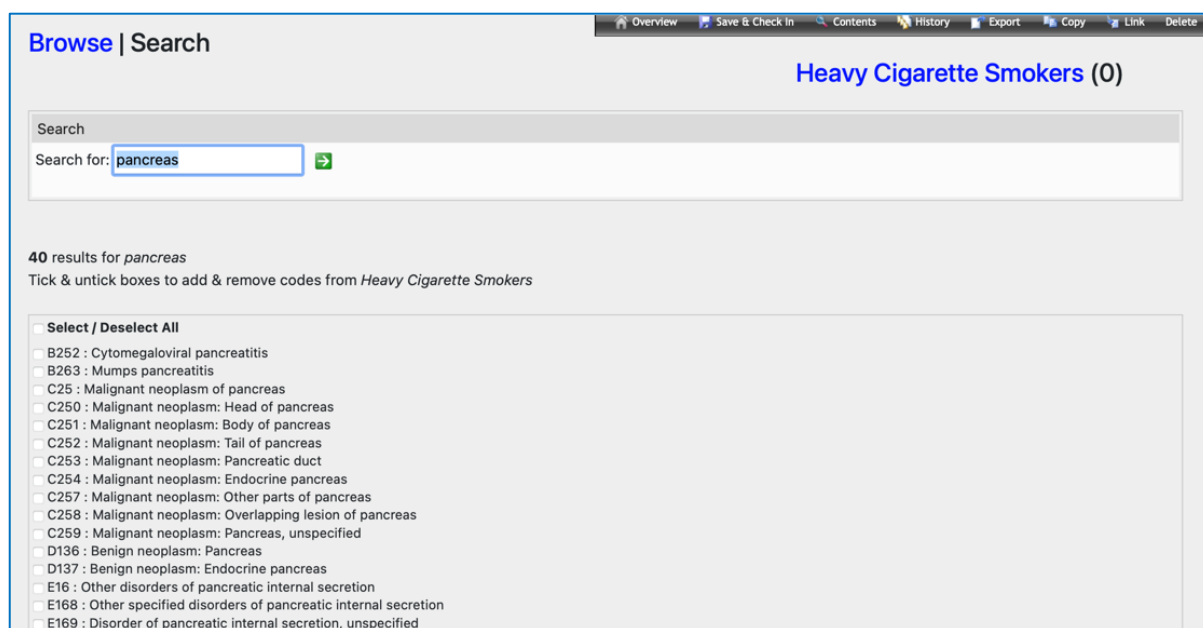 Overview Save & Check In Contents History Export Copy Link Delete
Browse | Search
Heavy Cigarette Smokers (0)
Search
Search for: pancreas
40 results for pancreas
Tick & untick boxes to add & remove codes from Heavy Cigarette Smokers
Select / Deselect All
B252 : Cytomegaloviral pancreatitis
B263 : Mumps pancreatitis
C25 : Malignant neoplasm of pancreas
C250 : Malignant neoplasm: Head of pancreas
C251 : Malignant neoplasm: Body of pancreas
C252 : Malignant neoplasm: Tail of pancreas
C253 : Malignant neoplasm: Pancreatic duct
C254 : Malignant neoplasm: Endocrine pancreas
C257 : Malignant neoplasm: Other parts of pancreas
C258 : Malignant neoplasm: Overlapping lesion of pancreas
C259 : Malignant neoplasm: Pancreas, unspecified
D136 : Benign neoplasm: Pancreas
D137 : Benign neoplasm: Endocrine pancreas
E16 : Other disorders of pancreatic internal secretion
E168 : Other specified disorders of pancreatic internal secretion
E169 : Disorder of pancreatic internal secretion, unspecified